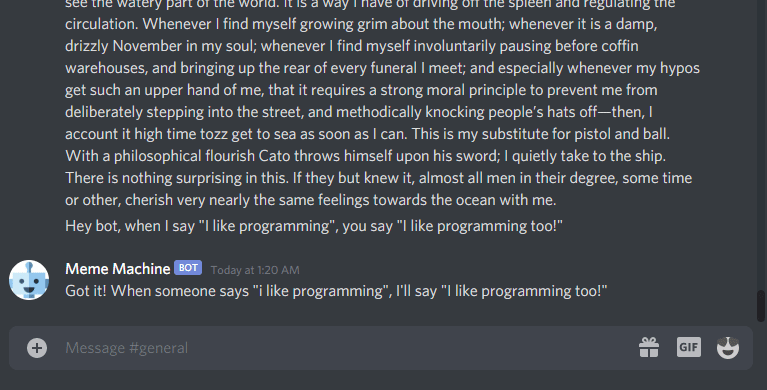 see the watery part of the world. It is a way I have of driving off the spleen and regulating the
circulation. Whenever I find myself growing grim about the mouth; whenever it is a damp,
drizzly November in my soul; whenever I find myself involuntarily pausing before coffin
warehouses, and bringing up the rear of every funeral I meet; and especially whenever my hypos
get such an upper hand of me, that it requires a strong moral principle to prevent me from
deliberately stepping into the street, and methodically knocking people’s hats off—then, I
account it high time tozz get to sea as soon as I can. This is my substitute for pistol and ball.
With a philosophical flourish Cato throws himself upon his sword; I quietly take to the ship.
There is nothing surprising in this. If they but knew it, almost all men in their degree, some time
or other, cherish very nearly the same feelings towards the ocean with me.
Hey bot, when I say "I like programming", you say "I like programming too!"
Meme Machine BOT Today at 1:20 AM
Got it! When someone says "i like programming", I'll say "I like programming too!"
Message #general GIF